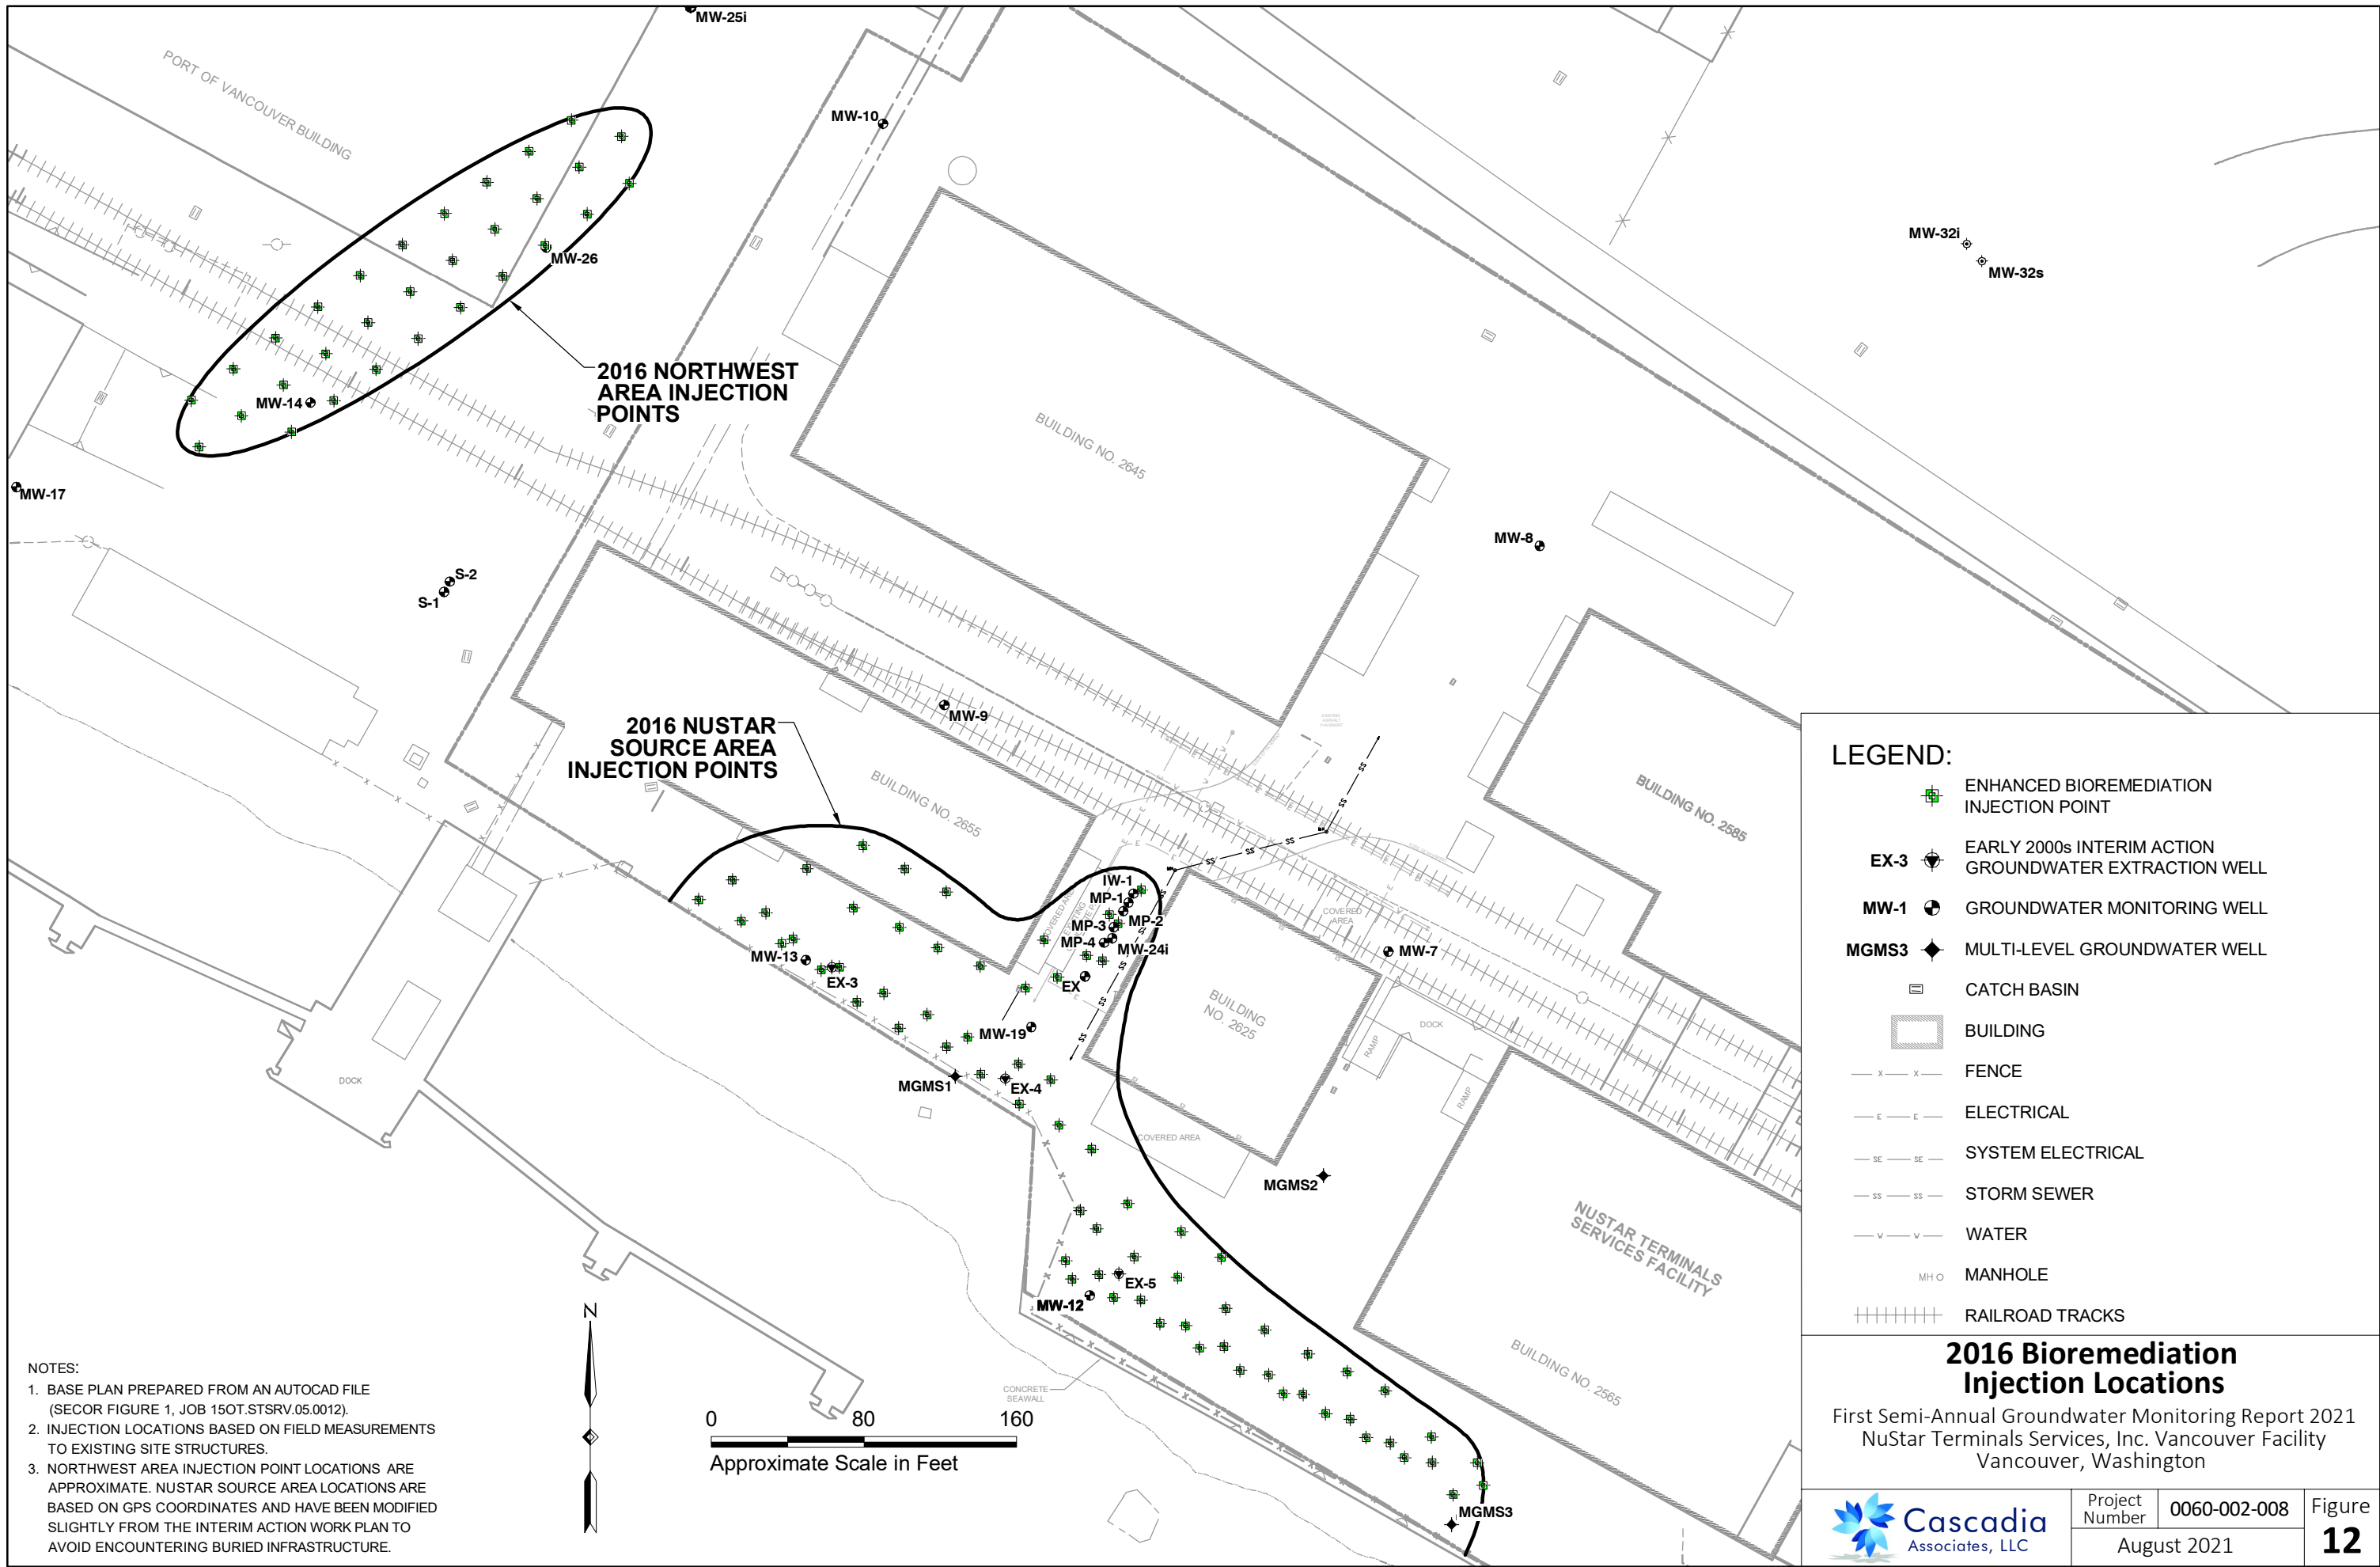 MW-25i
PORT OF VANCOUVER BUILDING
MW-10
MW-32i
MW-32s
MW-26
2016 NORTHWEST
AREA INJECTION
POINTS
MW-14
MW-17
BUILDING NO. 2645
MW-8
S-2
S-1
MW-9
2016 NUSTAR
SOURCE AREA
INJECTION POINTS
BUILDING NO. 2655
BUILDING NO. 2585
IW-1
MP-1
MP-2
MP-3
MP-4
MW-24i
EX
MW-13
EX-3
COVERED
AREA
MW-7
BUILDING
NO. 2625
DOCK
RAMP
RAMP
MW-19
MGMS1
EX-4
DOCK
COVERED AREA
MGMS2
NUSTAR TERMINALS
SERVICES FACILITY
EX-5
MW-12
BUILDING NO. 2565
CONCRETE
SEAWALL
MGMS3
N
0 80 160
Approximate Scale in Feet
NOTES:
1. BASE PLAN PREPARED FROM AN AUTOCAD FILE
(SECOR FIGURE 1, JOB 15OT.STSRV.05.0012).
2. INJECTION LOCATIONS BASED ON FIELD MEASUREMENTS
TO EXISTING SITE STRUCTURES.
3. NORTHWEST AREA INJECTION POINT LOCATIONS ARE
APPROXIMATE. NUSTAR SOURCE AREA LOCATIONS ARE
BASED ON GPS COORDINATES AND HAVE BEEN MODIFIED
SLIGHTLY FROM THE INTERIM ACTION WORK PLAN TO
AVOID ENCOUNTERING BURIED INFRASTRUCTURE.
LEGEND:
ENHANCED BIOREMEDIATION
INJECTION POINT
EX-3 EARLY 2000s INTERIM ACTION
GROUNDWATER EXTRACTION WELL
MW-1 GROUNDWATER MONITORING WELL
MGMS3 MULTI-LEVEL GROUNDWATER WELL
CATCH BASIN
BUILDING
X X FENCE
E E ELECTRICAL
SE SE SYSTEM ELECTRICAL
SS SS STORM SEWER
W W WATER
MH MANHOLE
RAILROAD TRACKS
2016 Bioremediation
Injection Locations
First Semi-Annual Groundwater Monitoring Report 2021
NuStar Terminals Services, Inc. Vancouver Facility
Vancouver, Washington
Cascadia
Associates, LLC
Project
Number
0060-002-008
August 2021
Figure
12